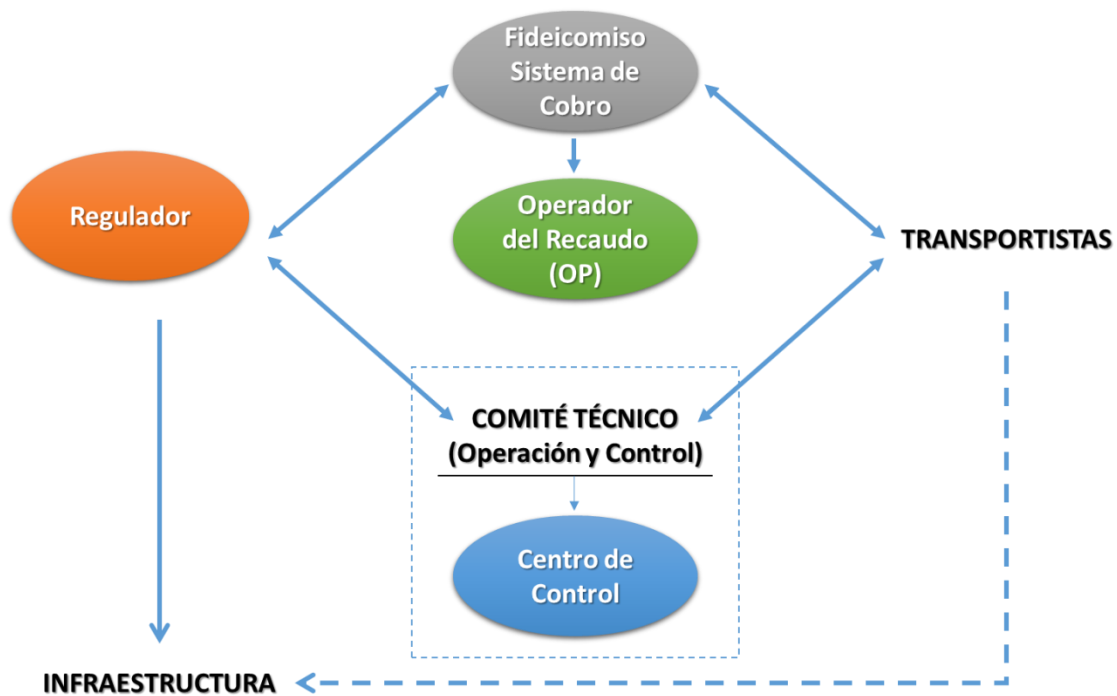 Fideicomiso
Sistema de
Cobro
Regulador
Operador
del Recaudo
(OP)
TRANSPORTISTAS
COMITÉ TÉCNICO
(Operación y Control)
Centro de
Control
INFRAESTRUCTURA